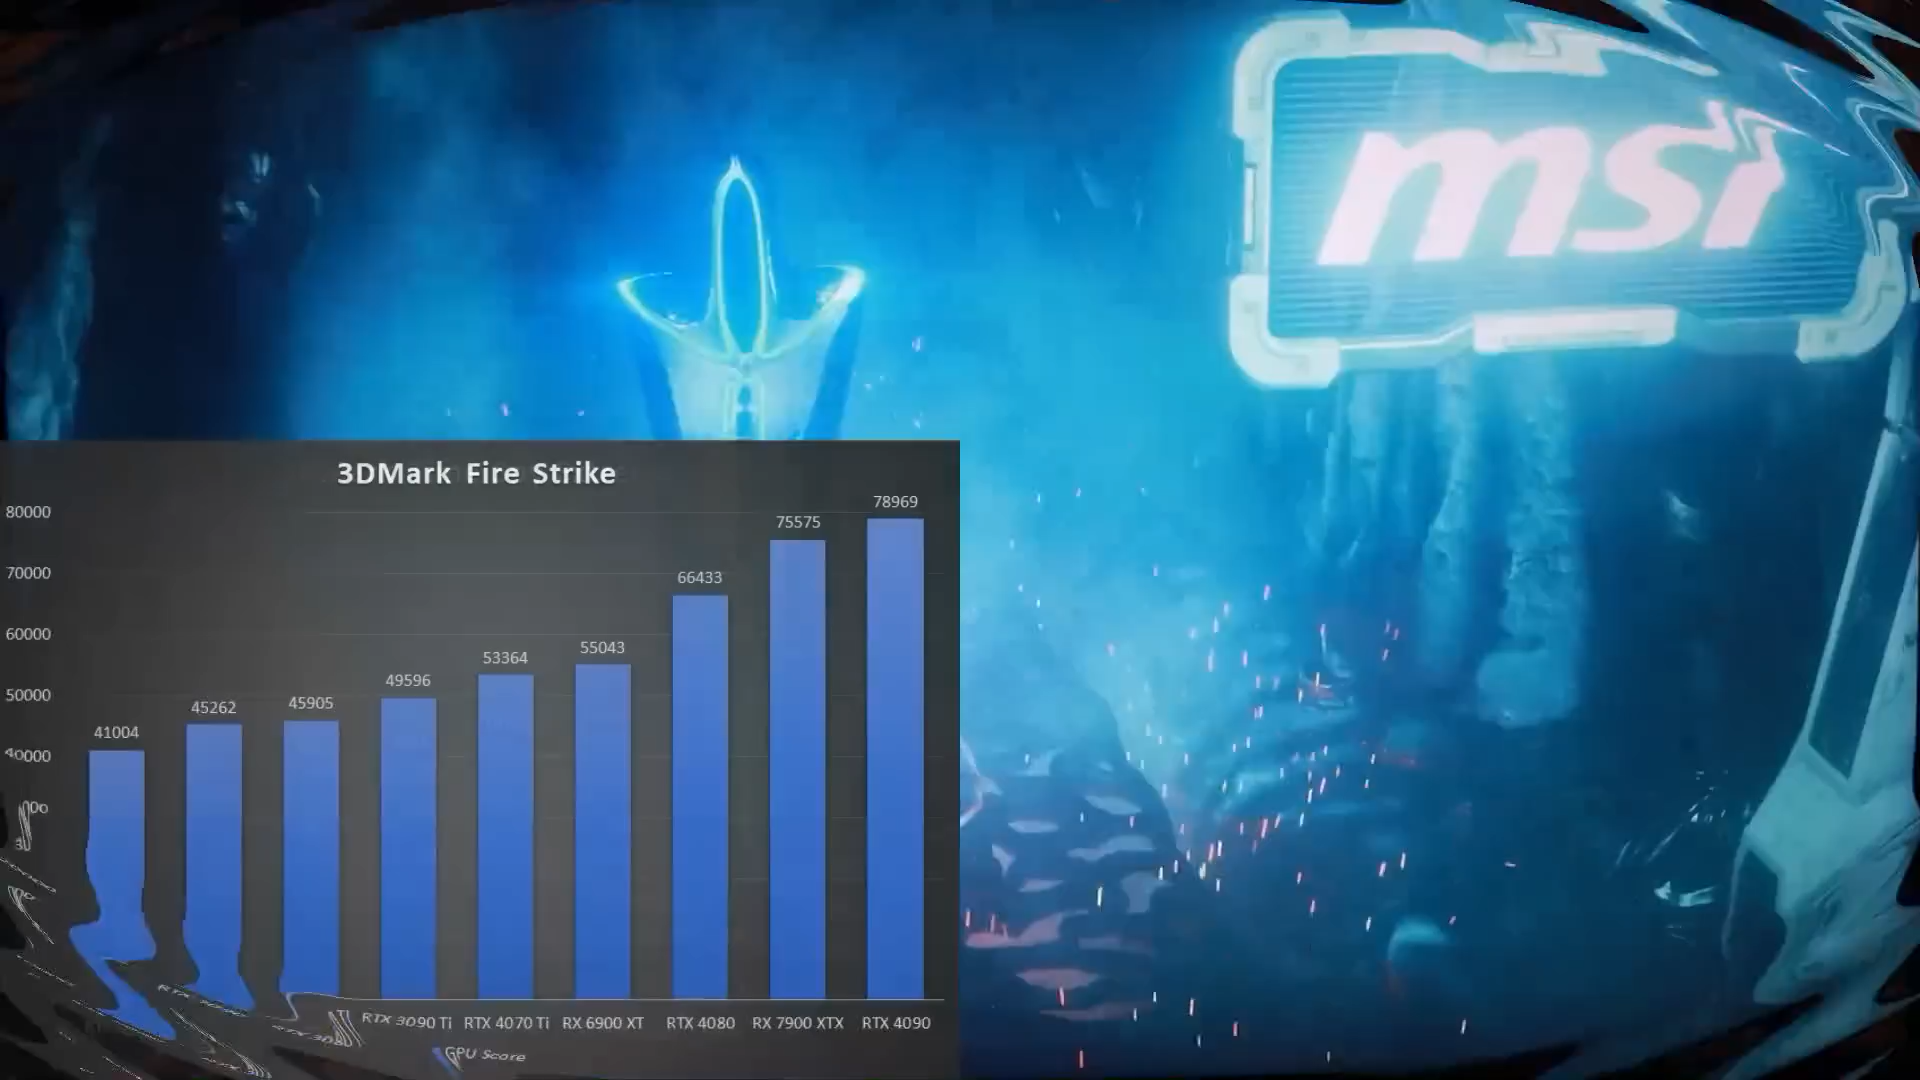 msi
3DMark Fire Strike
80000
70000
60000
50000
40000
41004
45262
45905
49596
53364
55043
66433
75575
78969
RTX 3090 Ti
RTX 4070 Ti
RX 6900 XT
RTX 4080
RX 7900 XTX
RTX 4090
GPU Score